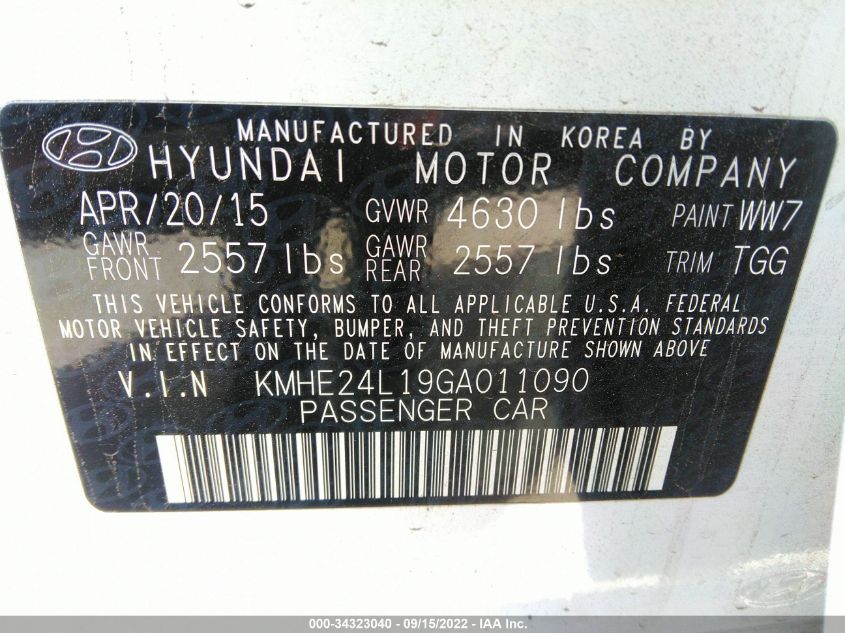 MANUFACTURED IN KOREA BY
HYUNDAI MOTOR COMPANY
APR/20/15 GVWR 4630 lbs PAINT WW7
GAWR FRONT 2557 lbs GAWR REAR 2557 lbs TRIM TGG
THIS VEHICLE CONFORMS TO ALL APPLICABLE U.S.A. FEDERAL
MOTOR VEHICLE SAFETY, BUMPER, AND THEFT PREVENTION STANDARDS
IN EFFECT ON THE DATE OF MANUFACTURE SHOWN ABOVE
V.I.N KMHE24L19GA011090
PASSENGER CAR
000-34323040 - 09/15/2022 - IAA Inc.